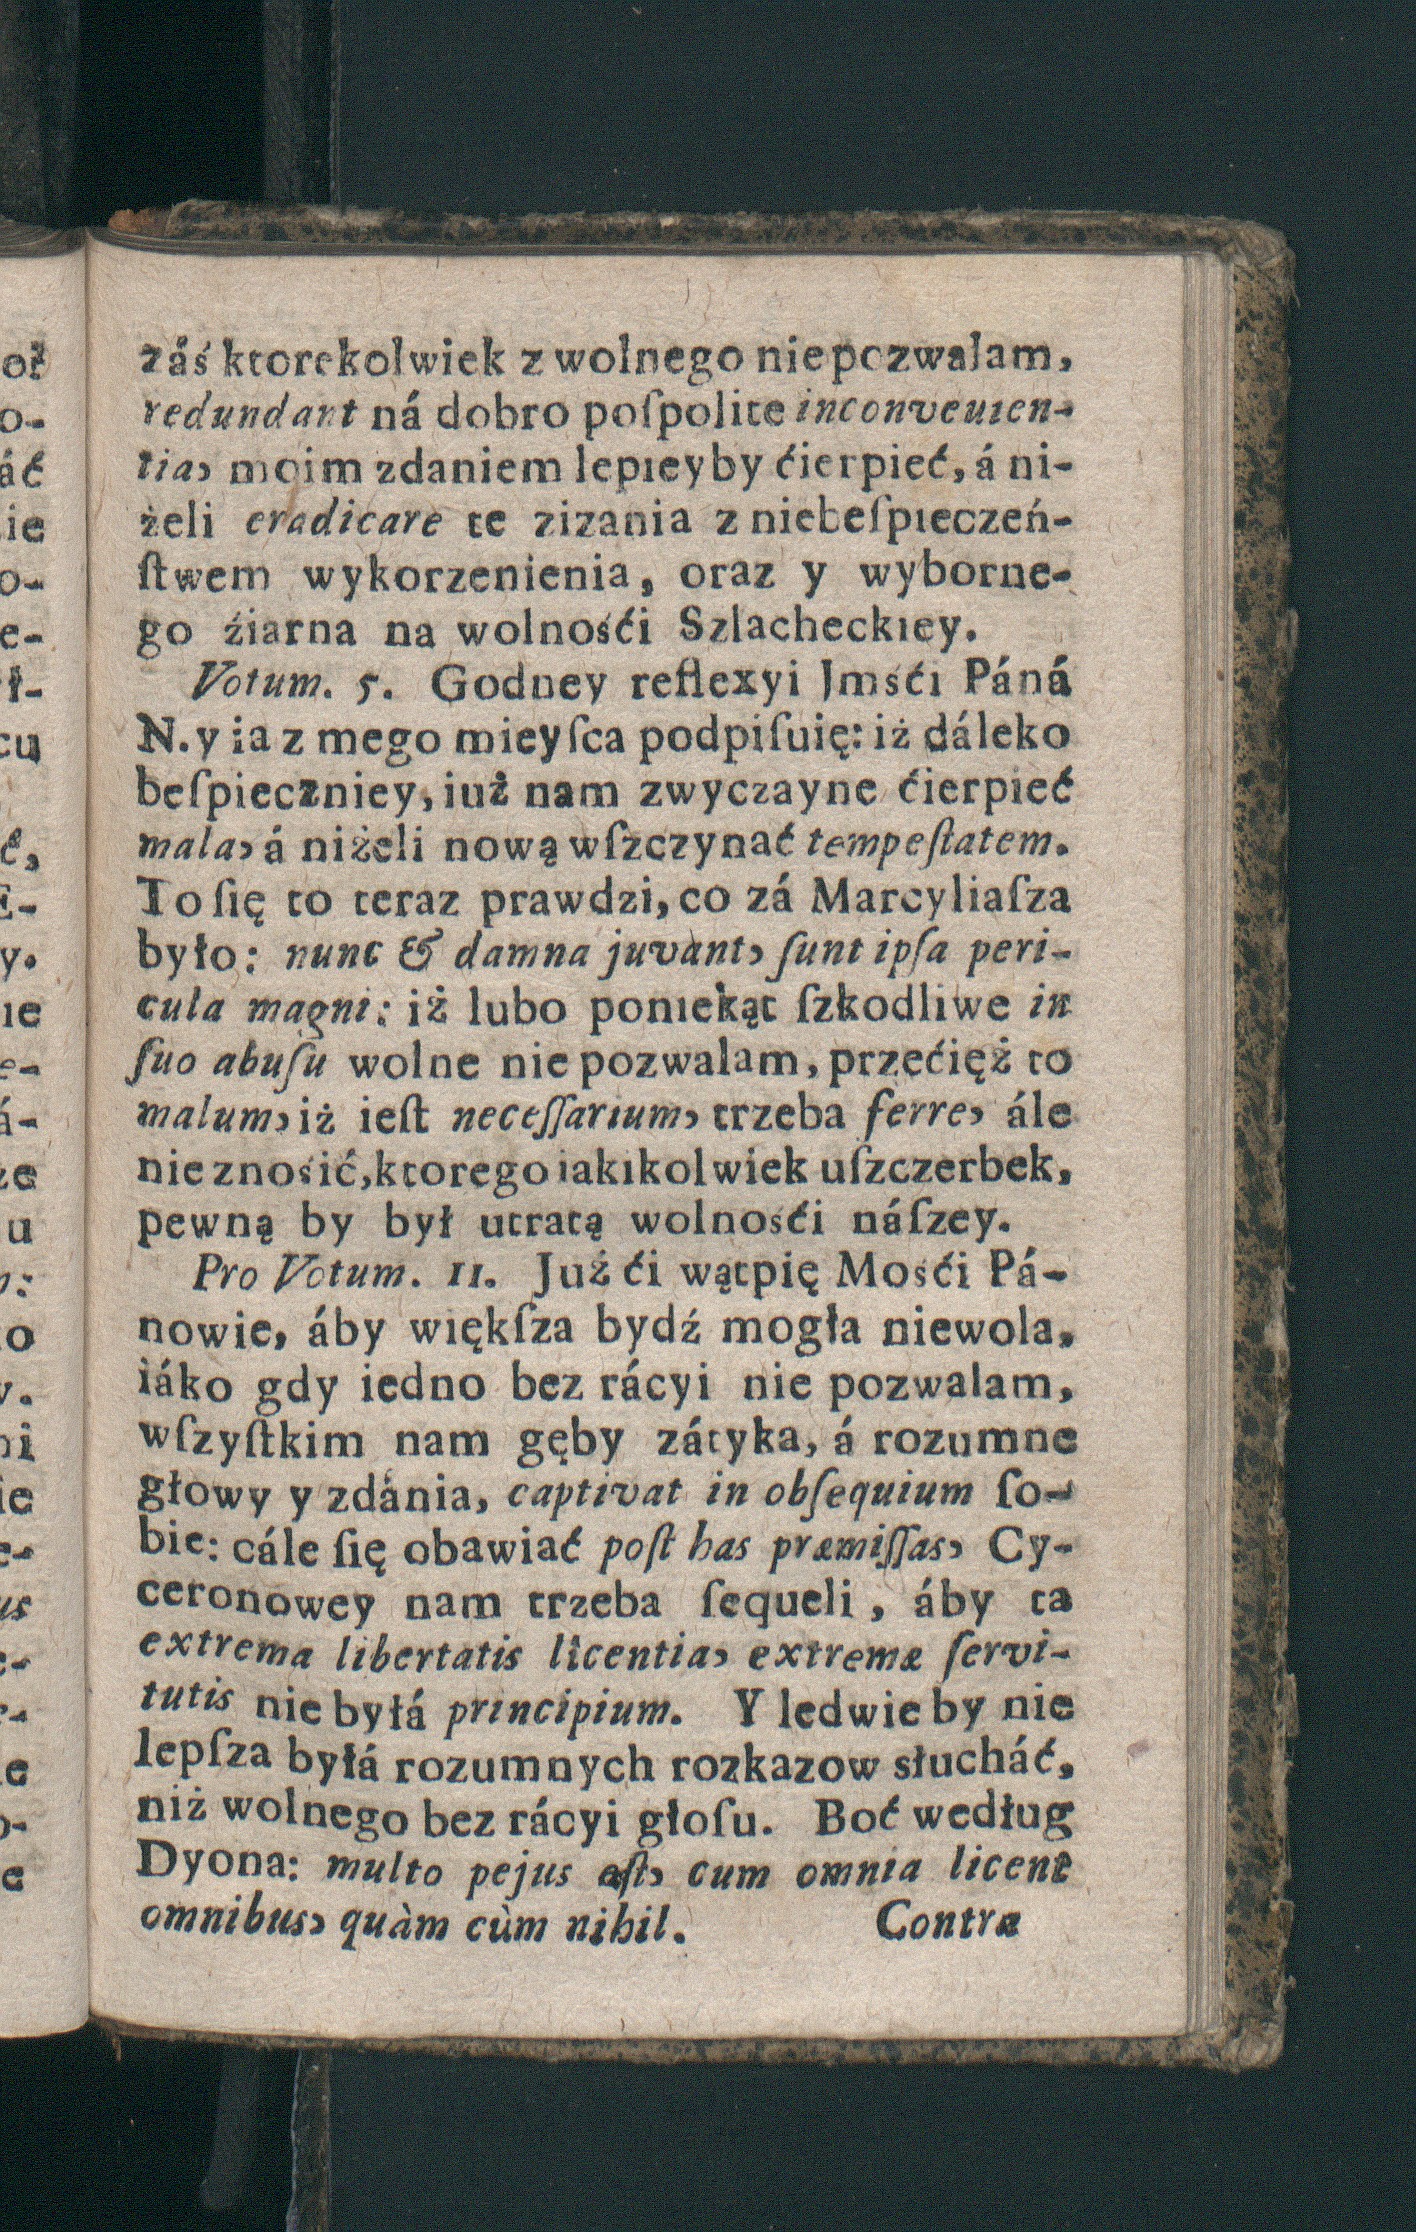 záś ktorekolwiek z wolnego niepozwalam,
redundant ná dobro poſpolite inconvenien-
tia, moim zdaniem lepieyby ćierpieć, á ni-
żeli eradicare te zizania z niebeſpieczeń-
ſtwem wykorzenienia, oraz y wyborne-
go źiarna na wolnośći Szlacheckiey.
Votum. 5. Godney reflexyi Jmśći Páná
N. y ia z mego mieyſca podpiſuię: iż dáleko
beſpieczniey, iuż nam zwyczayne ćierpieć
mala, á niżeli nową wſzczynać tempeſtatem.
To ſię to teraz prawdzi, co zá Marcyliaſza
było: nunc & damna juvant, ſunt ipſa peri-
cula magni: iż lubo poniekąt ſzkodliwe in
ſuo abuſu wolne nie pozwalam, przećięż to
malum, iż ieſt neceſſarium, trzeba ferre, ále
nie znośić, ktorego iakikolwiek uſzczerbek,
pewną by był utratą wolnośći náſzey.
Pro Votum. 11. Już ći wątpię Mośći Pá-
nowie, áby większa bydź mogła niewola,
iáko gdy iedno bez rácyi nie pozwalam,
wſzyſtkim nam gęby zátyka, á rozumne
głowy y zdánia, captivat in obſequium ſo-
bie: cále ſię obawiać poſt has præmiſſas, Cy-
ceronowey nam trzeba ſequeli, áby ta
extrema libertatis licentia, extremæ ſervi-
tutis nie byłá principium. Y ledwie by nie
lepſza byłá rozumnych rozkazow słucháć,
niż wolnego bez rácyi głoſu. Boć według
Dyona: multo pejus eſt, cum omnia licent
omnibus, quàm cùm nihil. Contra